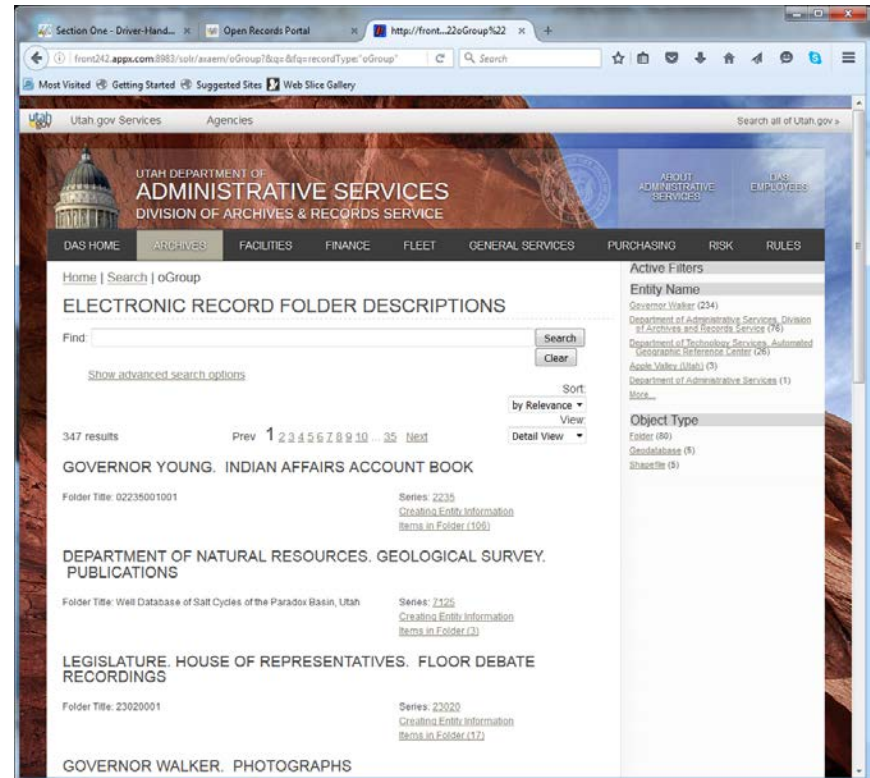 Section One - Driver-Hand...
Open Records Portal
http://front...22oGroup%22
front242.appx.com:8983/solr/axaem/oGroup?&q=&fq=recordType:"oGroup"
Search
Most Visited
Getting Started
Suggested Sites
Web Slice Gallery
Utah.gov Services
Agencies
Search all of Utah.gov »
UTAH DEPARTMENT OF
ADMINISTRATIVE SERVICES
DIVISION OF ARCHIVES & RECORDS SERVICE
ABOUT
ADMINISTRATIVE
SERVICES
DAS
EMPLOYEES
DAS HOME
ARCHIVES
FACILITIES
FINANCE
FLEET
GENERAL SERVICES
PURCHASING
RISK
RULES
Home | Search | oGroup
ELECTRONIC RECORD FOLDER DESCRIPTIONS
Find:
Search
Clear
Show advanced search options
Sort:
by Relevance
View:
Detail View
347 results
Prev 1 2 3 4 5 6 7 8 9 10 ... 35 Next
GOVERNOR YOUNG. INDIAN AFFAIRS ACCOUNT BOOK
Folder Title: 02235001001
Series: 2235
Creating Entity Information
Items in Folder (106)
DEPARTMENT OF NATURAL RESOURCES. GEOLOGICAL SURVEY.
PUBLICATIONS
Folder Title: Well Database of Salt Cycles of the Paradox Basin, Utah
Series: 7125
Creating Entity Information
Items in Folder (3)
LEGISLATURE. HOUSE OF REPRESENTATIVES. FLOOR DEBATE
RECORDINGS
Folder Title: 23020001
Series: 23020
Creating Entity Information
Items in Folder (17)
GOVERNOR WALKER. PHOTOGRAPHS
Active Filters
Entity Name
Governor Walker (234)
Department of Administrative Services. Division
of Archives and Records Service (76)
Department of Technology Services. Automated
Geographic Reference Center (26)
Apple Valley (Utah) (3)
Department of Administrative Services (1)
More...
Object Type
Folder (80)
Geodatabase (5)
Shapefile (5)